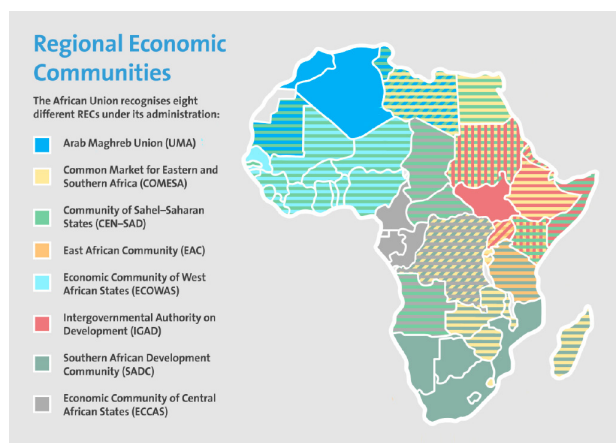 Regional Economic
Communities
The African Union recognises eight
different RECs under its administration:
Arab Maghreb Union (UMA)
Common Market for Eastern and
Southern Africa (COMESA)
Community of Sahel–Saharan
States (CEN–SAD)
East African Community (EAC)
Economic Community of West
African States (ECOWAS)
Intergovernmental Authority on
Development (IGAD)
Southern African Development
Community (SADC)
Economic Community of Central
African States (ECCAS)